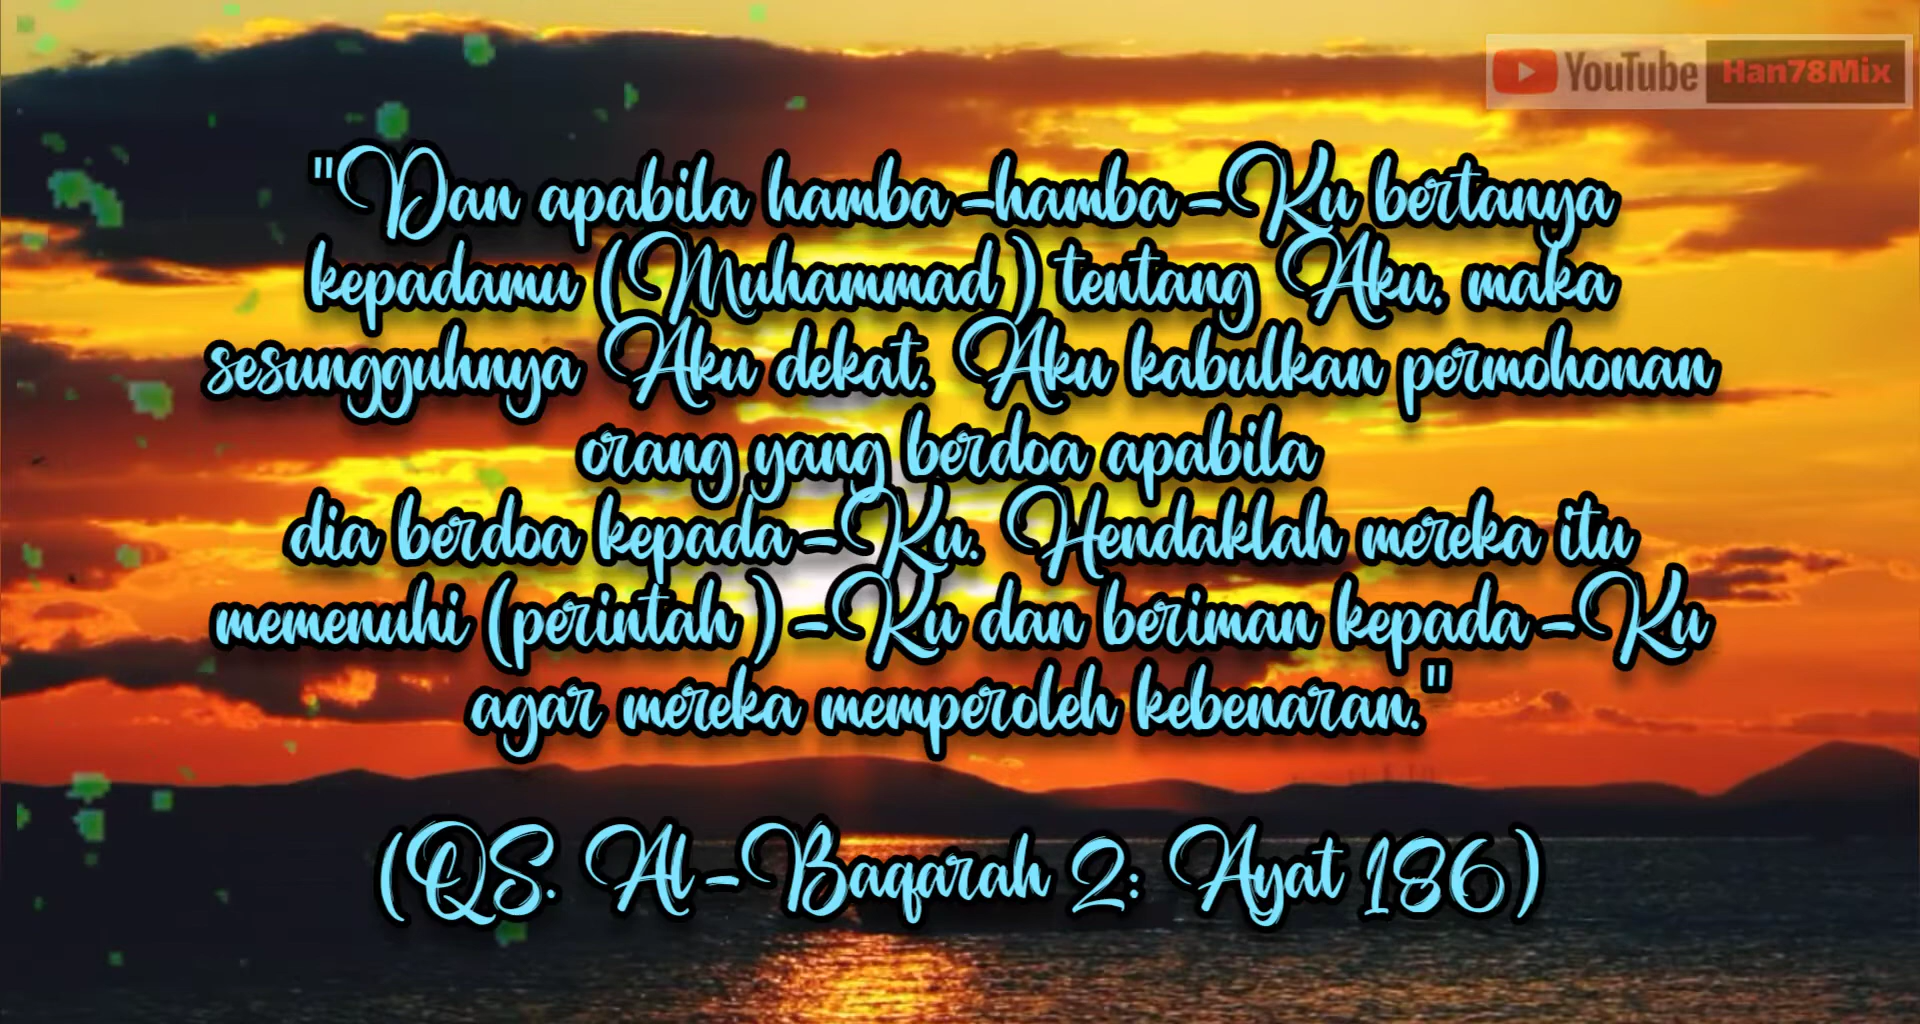 YouTube Han78Mix
"Dan apabila hamba-hamba-Ku bertanya
kepadamu (Muhammad) tentang Aku, maka
sesungguhnya Aku dekat. Aku kabulkan permohonan
orang yang berdoa apabila
dia berdoa kepada-Ku. Hendaklah mereka itu
memenuhi (perintah)-Ku dan beriman kepada-Ku
agar mereka memperoleh kebenaran."
(QS. Al-Baqarah 2: Ayat 186)